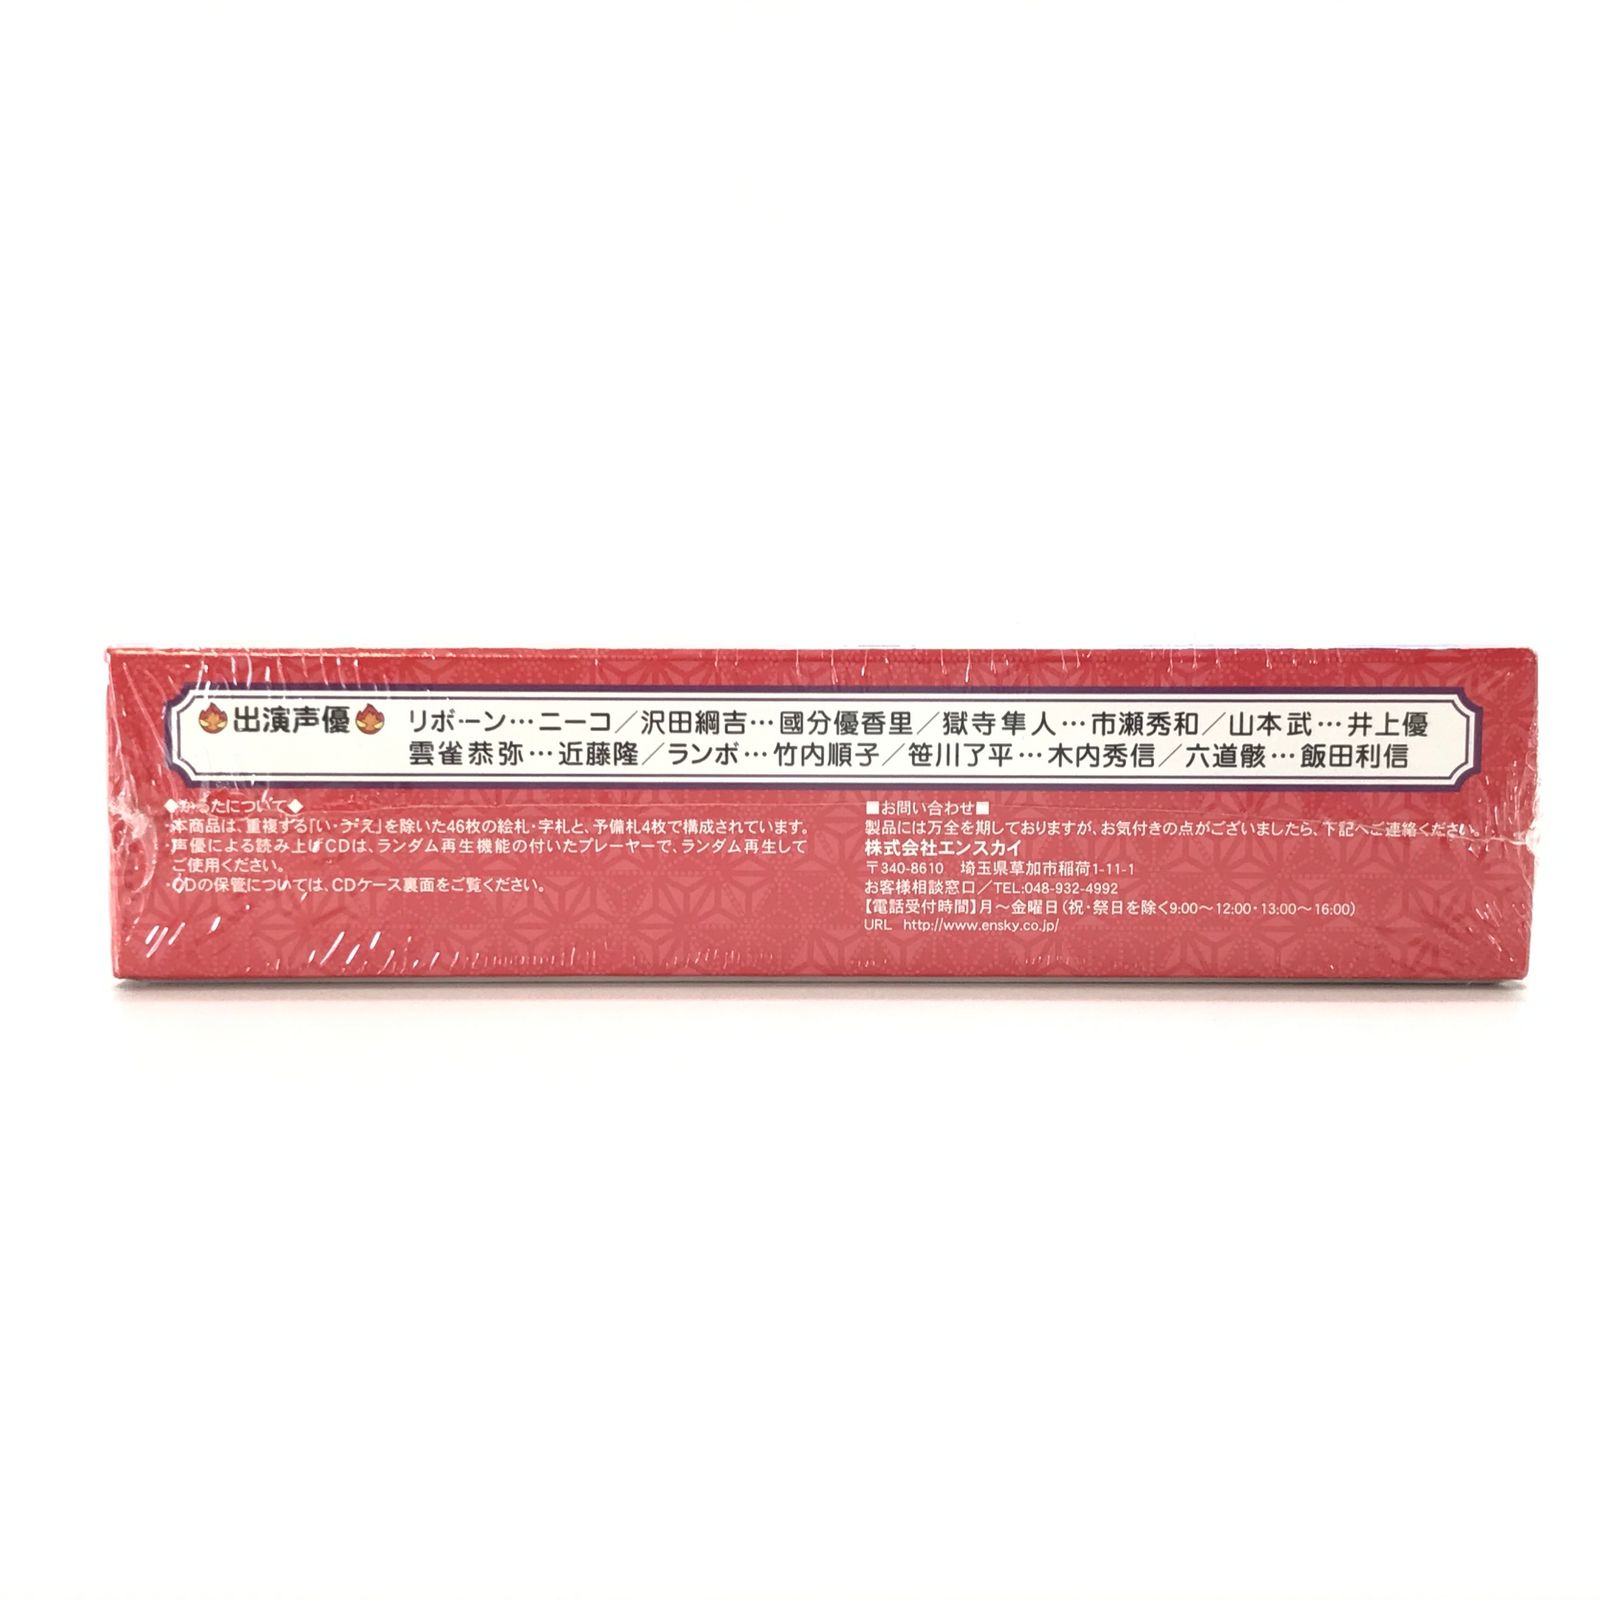 出演声優
リボーン…ニーコ／沢田綱吉…國分優香里／獄寺隼人…市瀬秀和／山本武…井上優
雲雀恭弥…近藤隆／ランボ…竹内順子／笹川了平…木内秀信／六道骸…飯田利信
◆かるたについて◆
・本商品は、重複する「い・う・え」を除いた46枚の絵札・字札と、予備札4枚で構成されています。
・声優による読み上げCDは、ランダム再生機能の付いたプレーヤーで、ランダム再生して
ご使用ください。
・CDの保管については、CDケース裏面をご覧ください。
■お問い合わせ■
製品には万全を期しておりますが、お気付きの点がございましたら、下記へご連絡ください。
株式会社エンスカイ
〒340-8610 埼玉県草加市稲荷1-11-1
お客様相談窓口／TEL:048-932-4992
【電話受付時間】月～金曜日(祝・祭日を除く9:00～12:00・13:00～16:00)
URL http://www.ensky.co.jp/